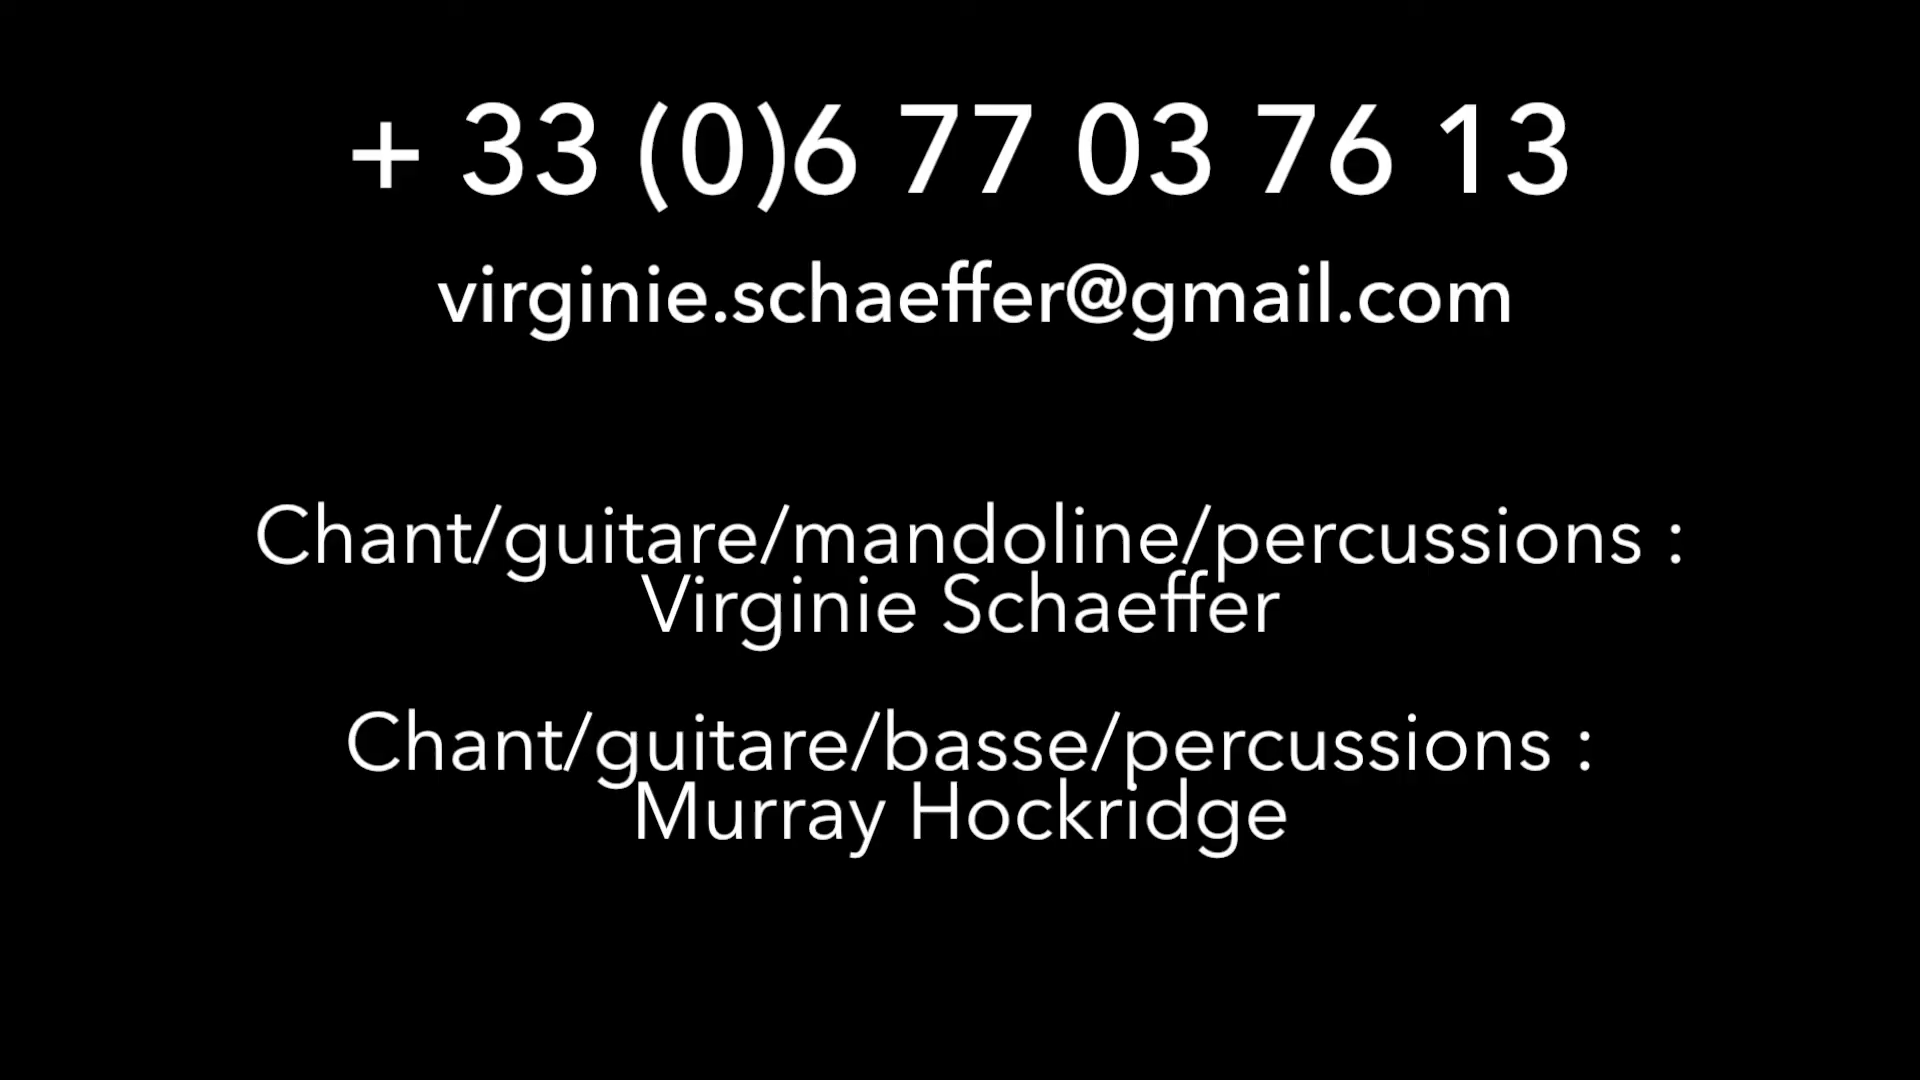 + 33 (0)6 77 03 76 13
virginie.schaeffer@gmail.com
Chant/guitare/mandoline/percussions :
Virginie Schaeffer
Chant/guitare/basse/percussions :
Murray Hockridge